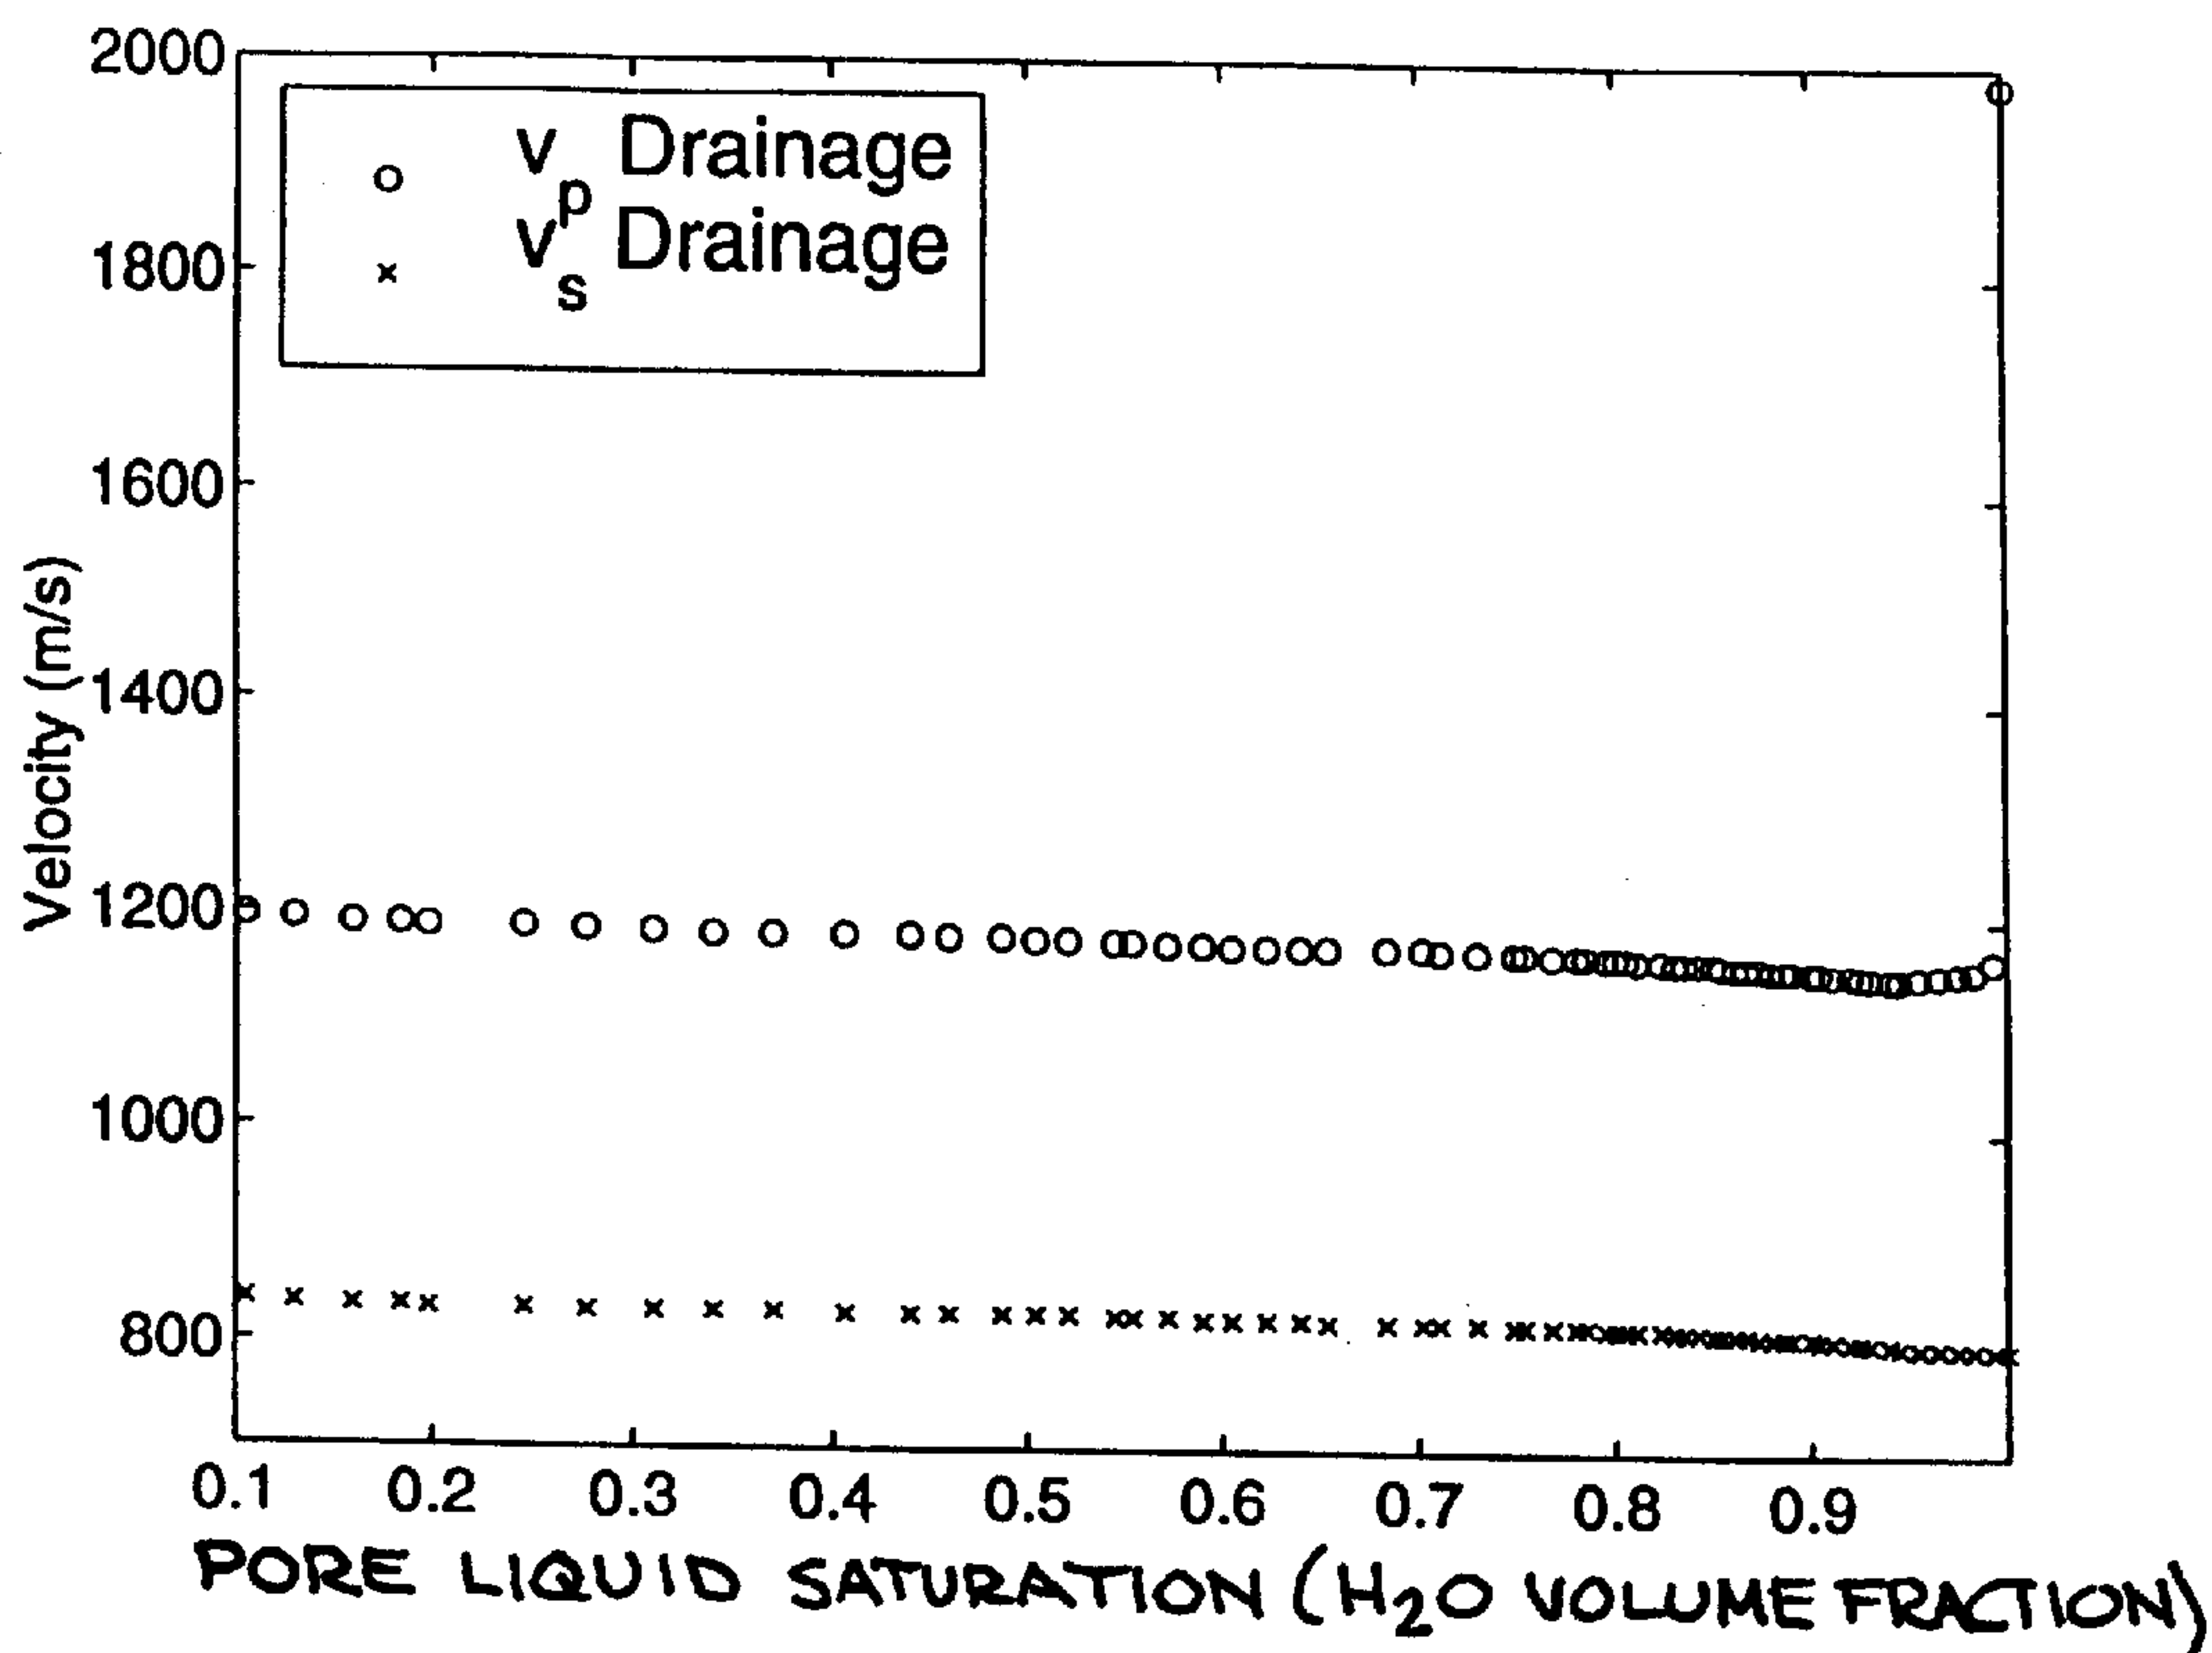 2000
1800
1600
1400
1200
1000
800
Velocity (m/s)
v_p Drainage
v_s Drainage
0.1 0.2 0.3 0.4 0.5 0.6 0.7 0.8 0.9
PORE LIQUID SATURATION (H2O VOLUME FRACTION)